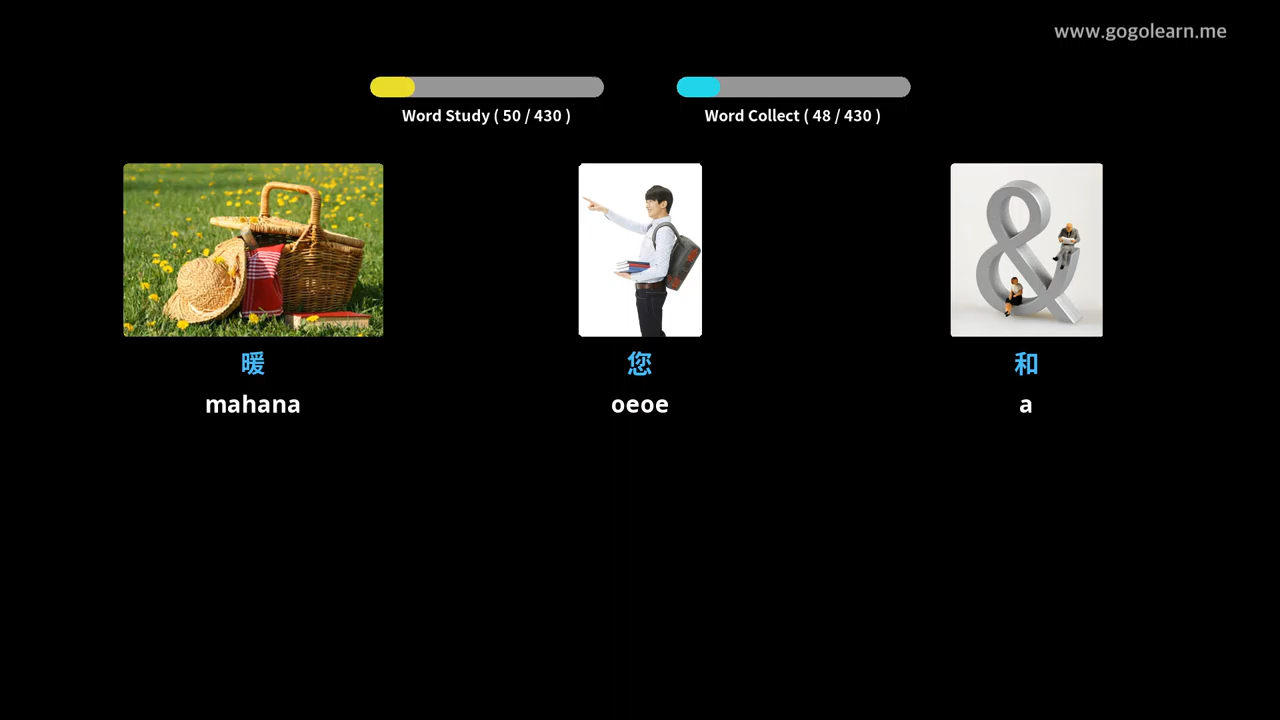 www.gogolearn.me
Word Study ( 50 / 430 )
Word Collect ( 48 / 430 )
暖
您
和
mahana
oeoe
a